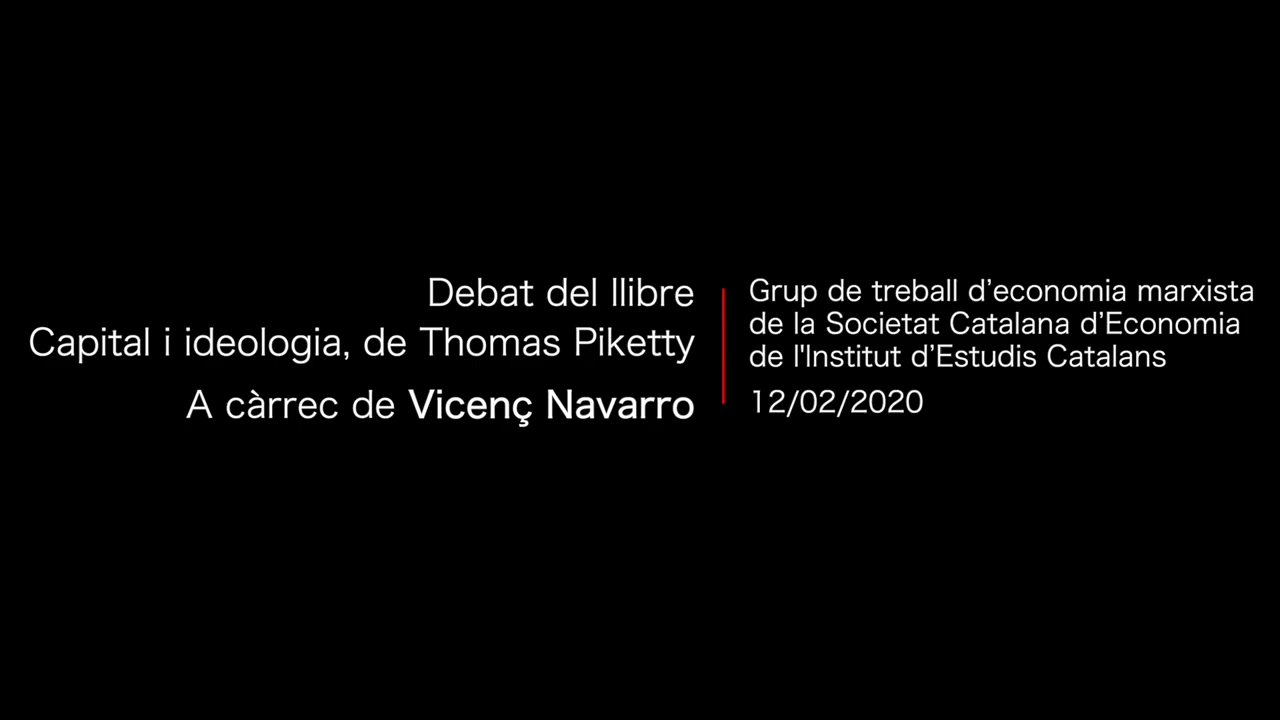 Debat del llibre
Capital i ideologia, de Thomas Piketty
A càrrec de Vicenç Navarro
Grup de treball d’economia marxista
de la Societat Catalana d’Economia
de l'Institut d’Estudis Catalans
12/02/2020